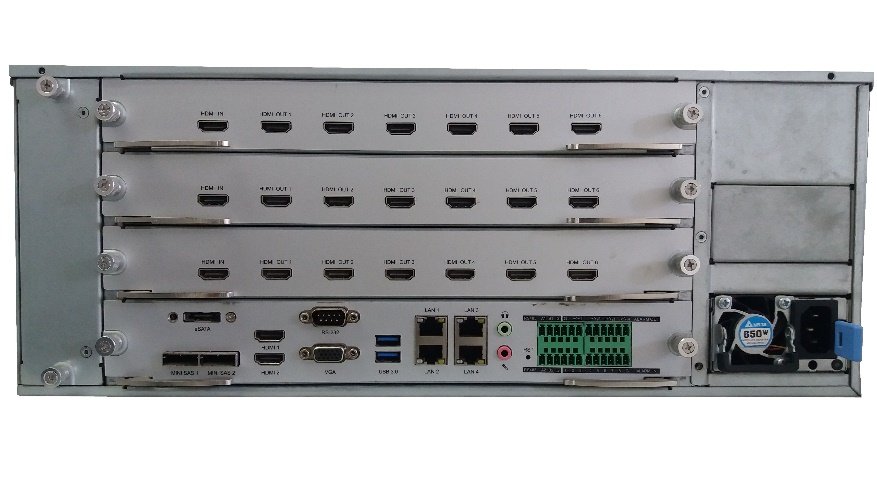 HDMI IN HDMI OUT 1 HDMI OUT 2 HDMI OUT 3 HDMI OUT 4 HDMI OUT 5 HDMI OUT 6
HDMI IN HDMI OUT 1 HDMI OUT 2 HDMI OUT 3 HDMI OUT 4 HDMI OUT 5 HDMI OUT 6
HDMI IN HDMI OUT 1 HDMI OUT 2 HDMI OUT 3 HDMI OUT 4 HDMI OUT 5 HDMI OUT 6
LAN 1 LAN 3
eSATA RS-232
HDMI 1
MINI SAS 1 MINI SAS 2 HDMI 2 VGA USB 3.0 LAN 2 LAN 4
650W